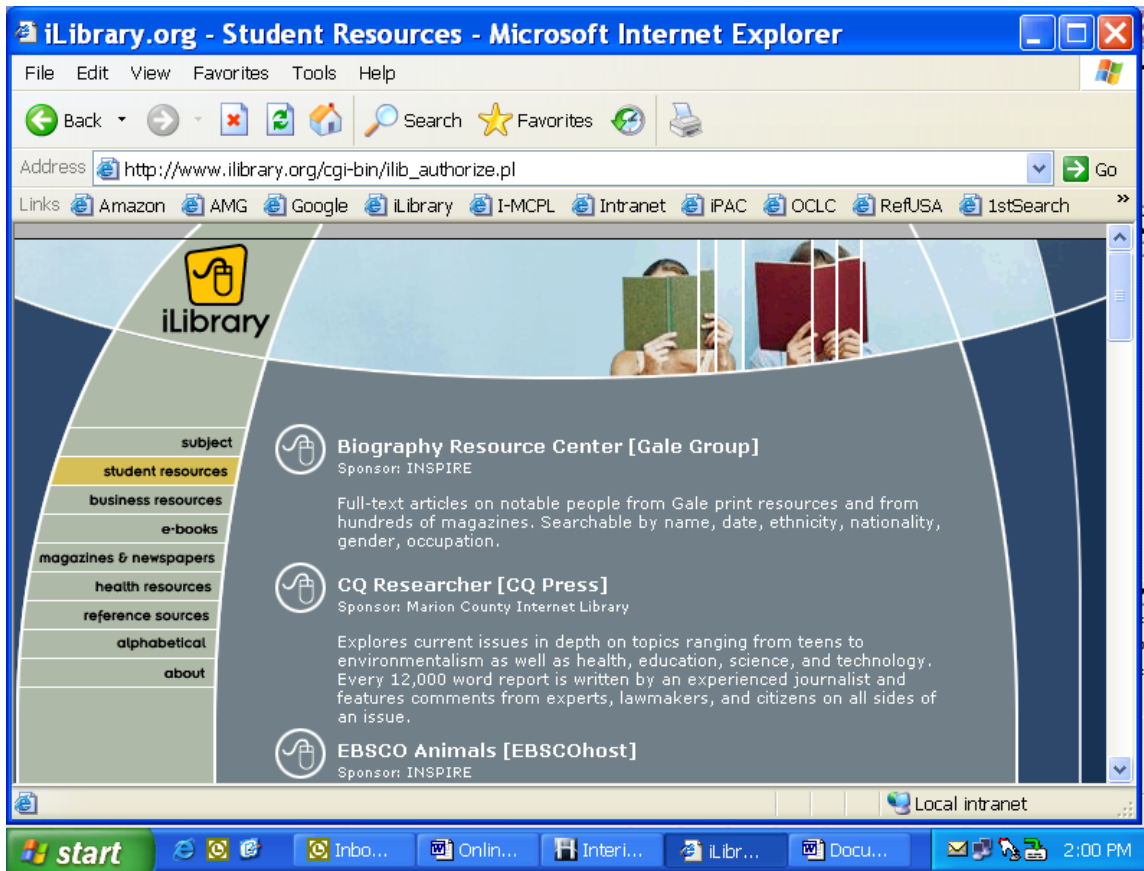 iLibrary.org - Student Resources - Microsoft Internet Explorer
File Edit View Favorites Tools Help
Back Search Favorites
Address http://www.ilibrary.org/cgi-bin/ilib_authorize.pl Go
Links Amazon AMG Google iLibrary I-MCPL Intranet iPAC OCLC RefUSA 1stSearch »
iLibrary
subject
student resources
business resources
e-books
magazines & newspapers
health resources
reference sources
alphabetical
about
Biography Resource Center [Gale Group]
Sponsor: INSPIRE
Full-text articles on notable people from Gale print resources and from
hundreds of magazines. Searchable by name, date, ethnicity, nationality,
gender, occupation.
CQ Researcher [CQ Press]
Sponsor: Marion County Internet Library
Explores current issues in depth on topics ranging from teens to
environmentalism as well as health, education, science, and technology.
Every 12,000 word report is written by an experienced journalist and
features comments from experts, lawmakers, and citizens on all sides of
an issue.
EBSCO Animals [EBSCOhost]
Sponsor: INSPIRE
Local intranet
start Inbo... Onlin... Interi... iLibr... Docu... 2:00 PM